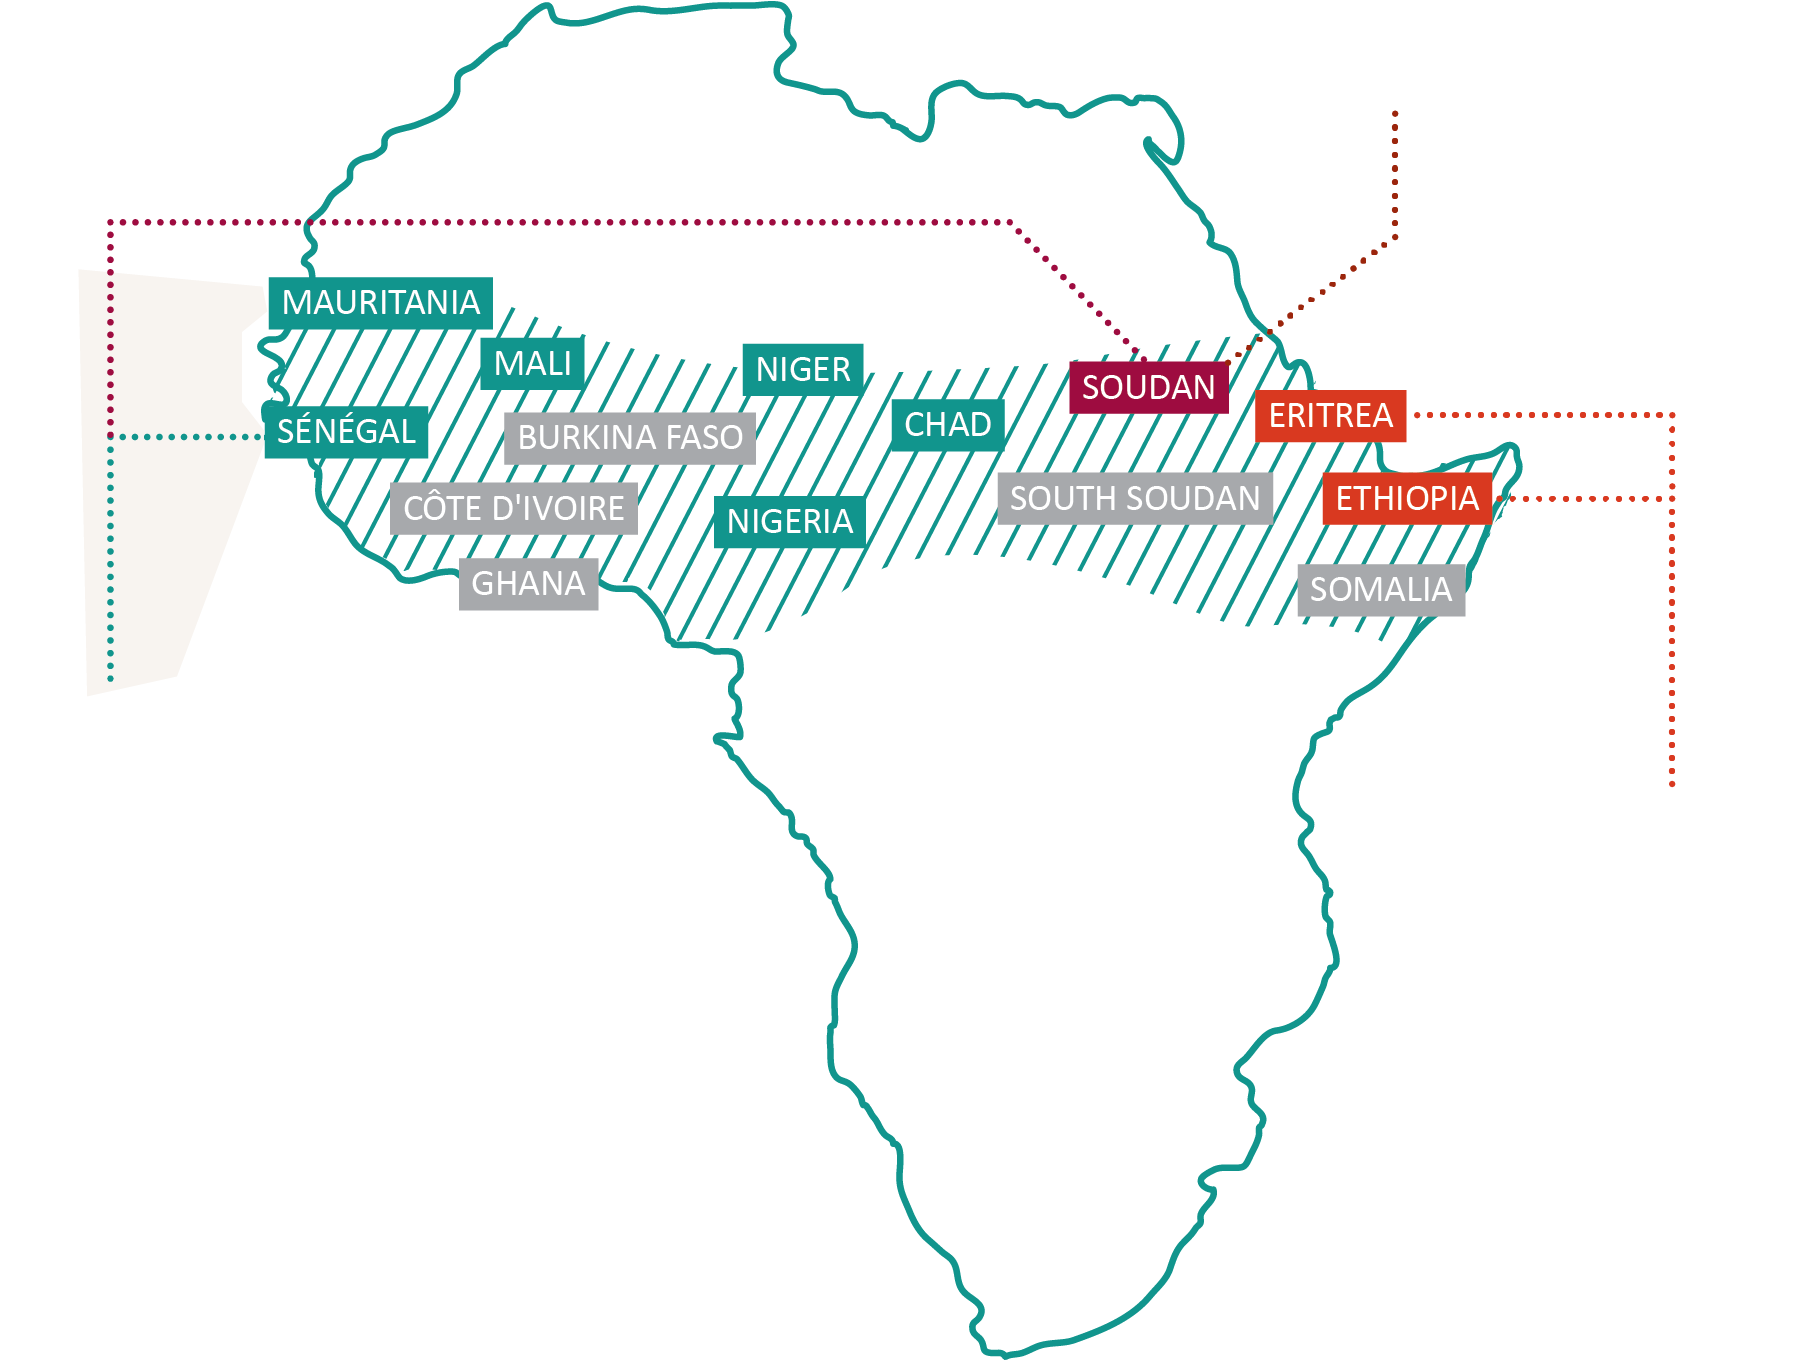 MAURITANIA
MALI
NIGER
SOUDAN
ERITREA
CHAD
SÉNÉGAL
BURKINA FASO
SOUTH SOUDAN
ETHIOPIA
CÔTE D'IVOIRE
NIGERIA
GHANA
SOMALIA